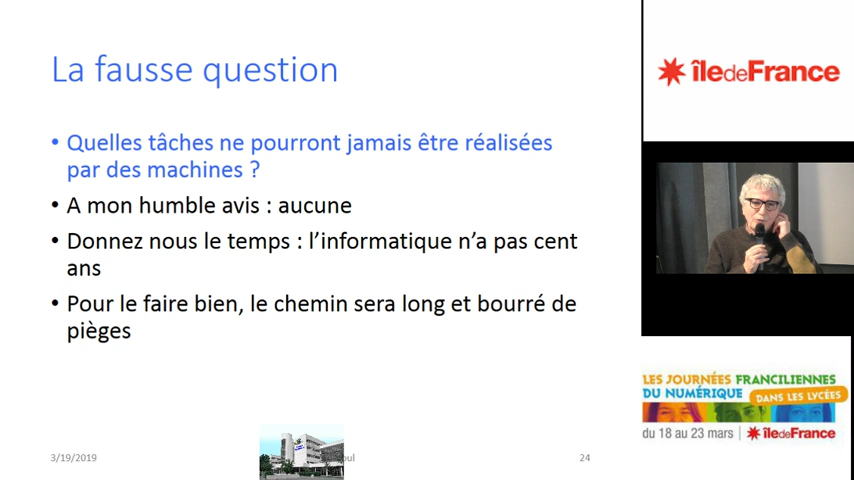 La fausse question
• Quelles tâches ne pourront jamais être réalisées
par des machines ?
• A mon humble avis : aucune
• Donnez nous le temps : l’informatique n’a pas cent
ans
• Pour le faire bien, le chemin sera long et bourré de
pièges
3/19/2019
24
îledeFrance
LES JOURNÉES FRANCILIENNES
DU NUMÉRIQUE DANS LES LYCÉES
du 18 au 23 mars | îledeFrance